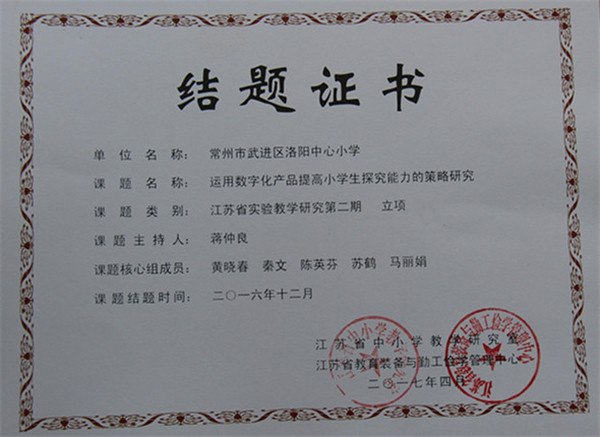 结题证书
单位名称：常州市武进区洛阳中心小学
课题名称：运用数字化产品提高小学生探究能力的策略研究
课题类别：江苏省实验教学研究第二期 立项
课题主持人：蒋仲良
课题核心组成员：黄晓春 秦文 陈英芬 苏鹤 马丽娟
课题结题时间：二〇一六年十二月
江苏省中小学教学研究室
江苏省教育装备与勤工俭学管理中心
二〇一七年四月